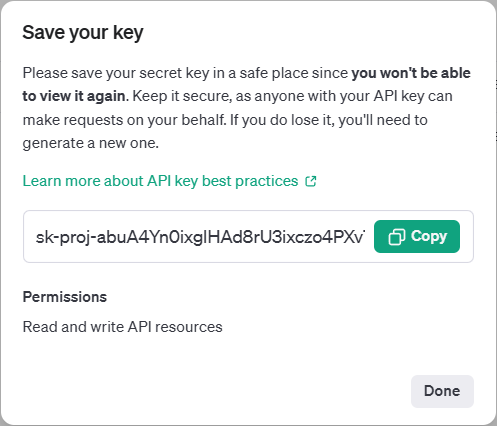 Save your key
Please save your secret key in a safe place since you won't be able
to view it again. Keep it secure, as anyone with your API key can
make requests on your behalf. If you do lose it, you'll need to
generate a new one.
Learn more about API key best practices
sk-proj-abuA4Yn0ixglHAd8rU3ixczo4PXv
Copy
Permissions
Read and write API resources
Done